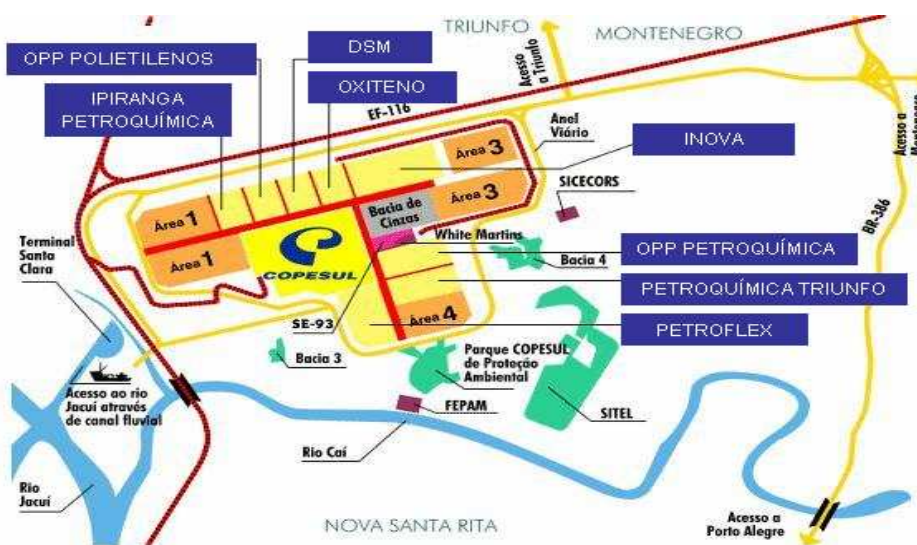 TRIUNFO
MONTENEGRO
OPP POLIETILENOS
DSM
IPIRANGA
PETROQUÍMICA
OXITENO
EF-116
Acesso
a Triunfo
Anel
Viário
Acesso a
INOVA
Área 3
Área 3
SICECORS
Bacia de
Cinzas
Área 1
Área 1
COPESUL
White Martins
OPP PETROQUÍMICA
Bacia 4
BR-386
Terminal
Santa
Clara
PETROQUÍMICA TRIUNFO
SE-93
Área 4
PETROFLEX
Bacia 3
Parque COPESUL
de Proteção
Ambiental
Acesso ao rio
Jacuí através
de canal fluvial
FEPAM
SITEL
Rio Caí
Rio
Jacuí
NOVA SANTA RITA
Acesso a
Porto Alegre